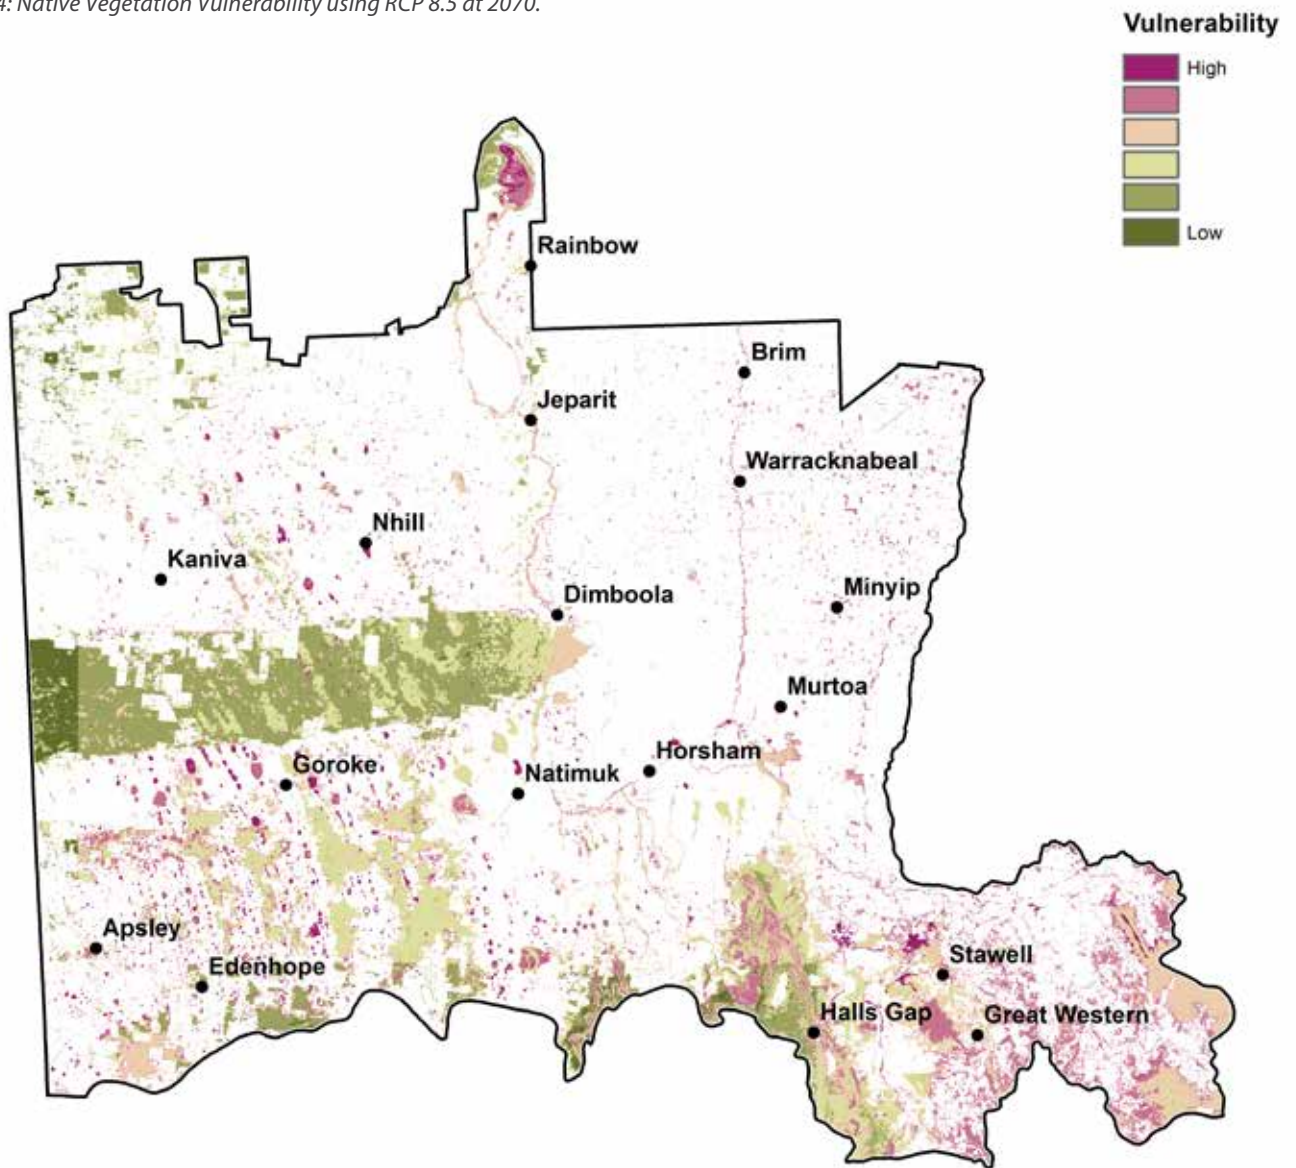 4: Native Vegetation Vulnerability using RCP 8.5 at 2070.
Vulnerability
High
Low
Rainbow
Brim
Jeparit
Warracknabeal
Nhill
Kaniva
Minyip
Dimboola
Murtoa
Horsham
Goroke
Natimuk
Apsley
Stawell
Edenhope
Halls Gap
Great Western